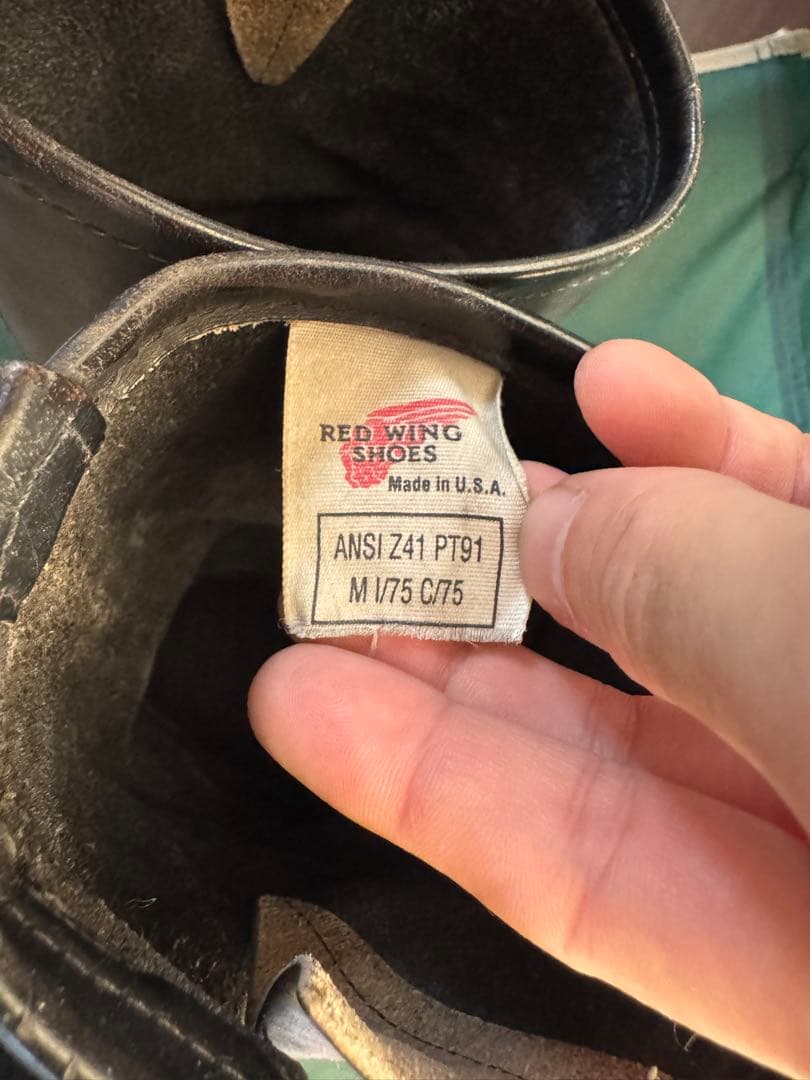 RED WING
SHOES
Made in U.S.A.
ANSI Z41 PT91
M I/75 C/75